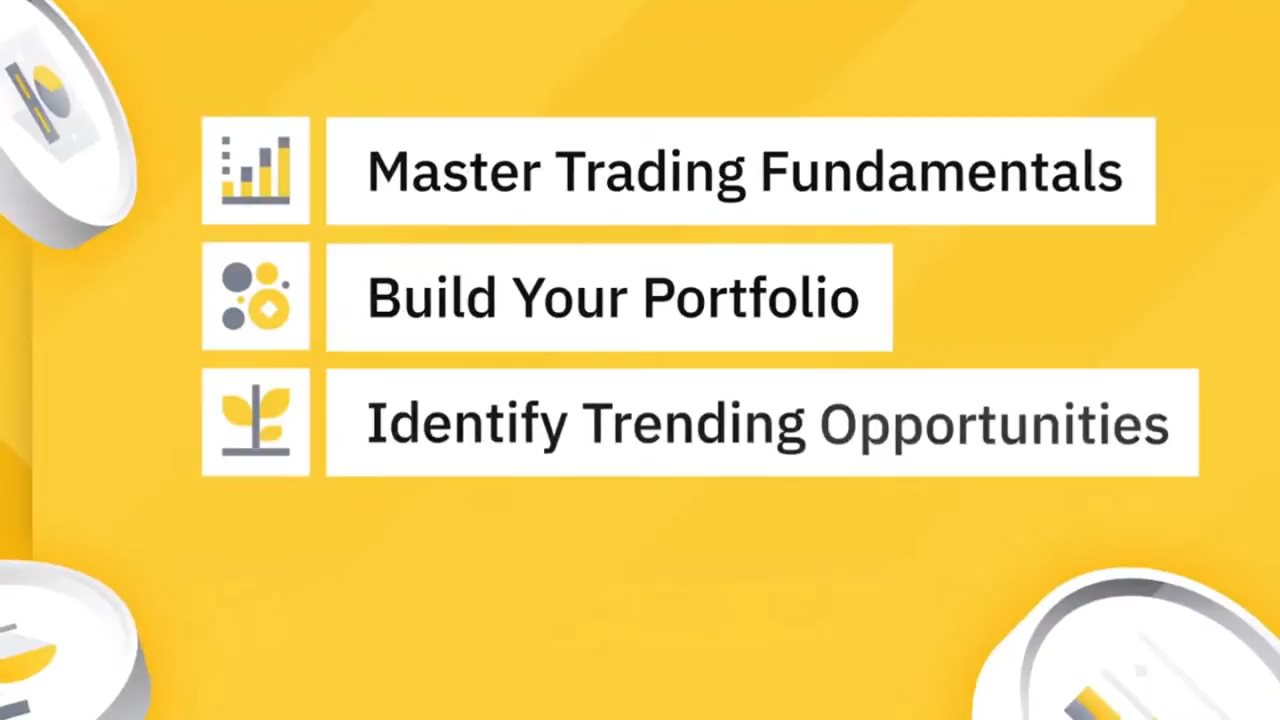 Master Trading Fundamentals
Build Your Portfolio
Identify Trending Opportunities